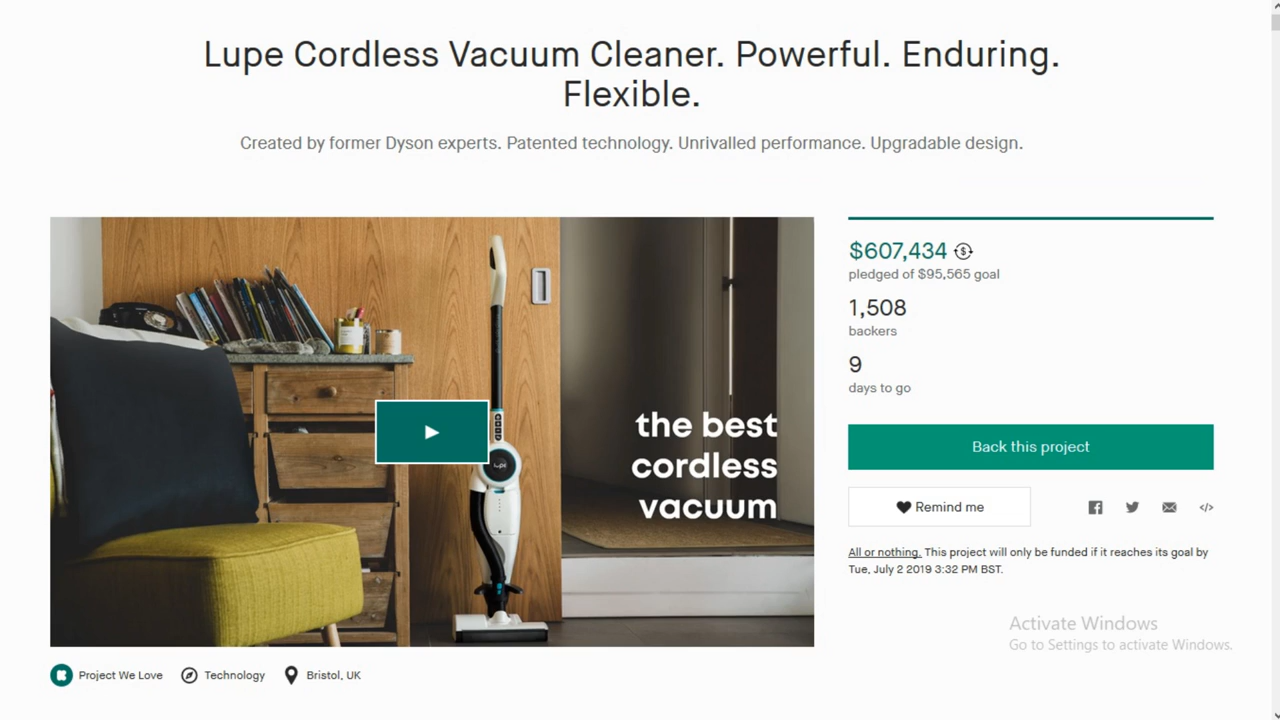 Lupe Cordless Vacuum Cleaner. Powerful. Enduring.
Flexible.
Created by former Dyson experts. Patented technology. Unrivalled performance. Upgradable design.
the best
cordless
vacuum
lupe
$607,434
pledged of $95,565 goal
1,508
backers
9
days to go
Back this project
Remind me
All or nothing. This project will only be funded if it reaches its goal by
Tue, July 2 2019 3:32 PM BST.
Activate Windows
Go to Settings to activate Windows.
Project We Love
Technology
Bristol, UK